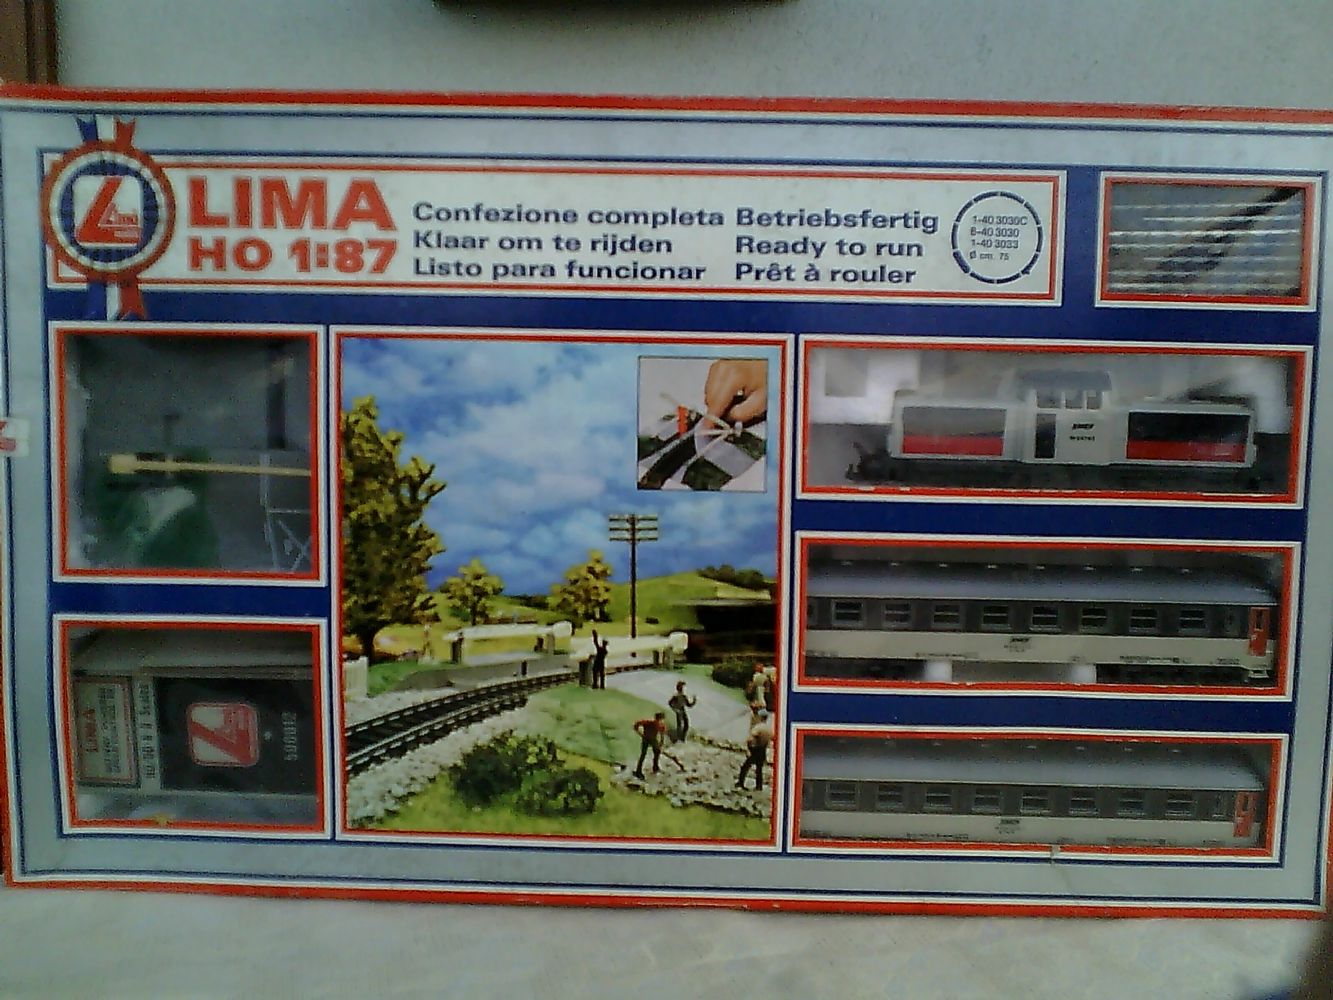 LIMA
HO 1:87
Confezione completa
Klaar om te rijden
Listo para funcionar
Betriebsfertig
Ready to run
Prêt à rouler
1-40 3030C
6-40 3030
1-40 3033
Ø cm. 75
LIMA